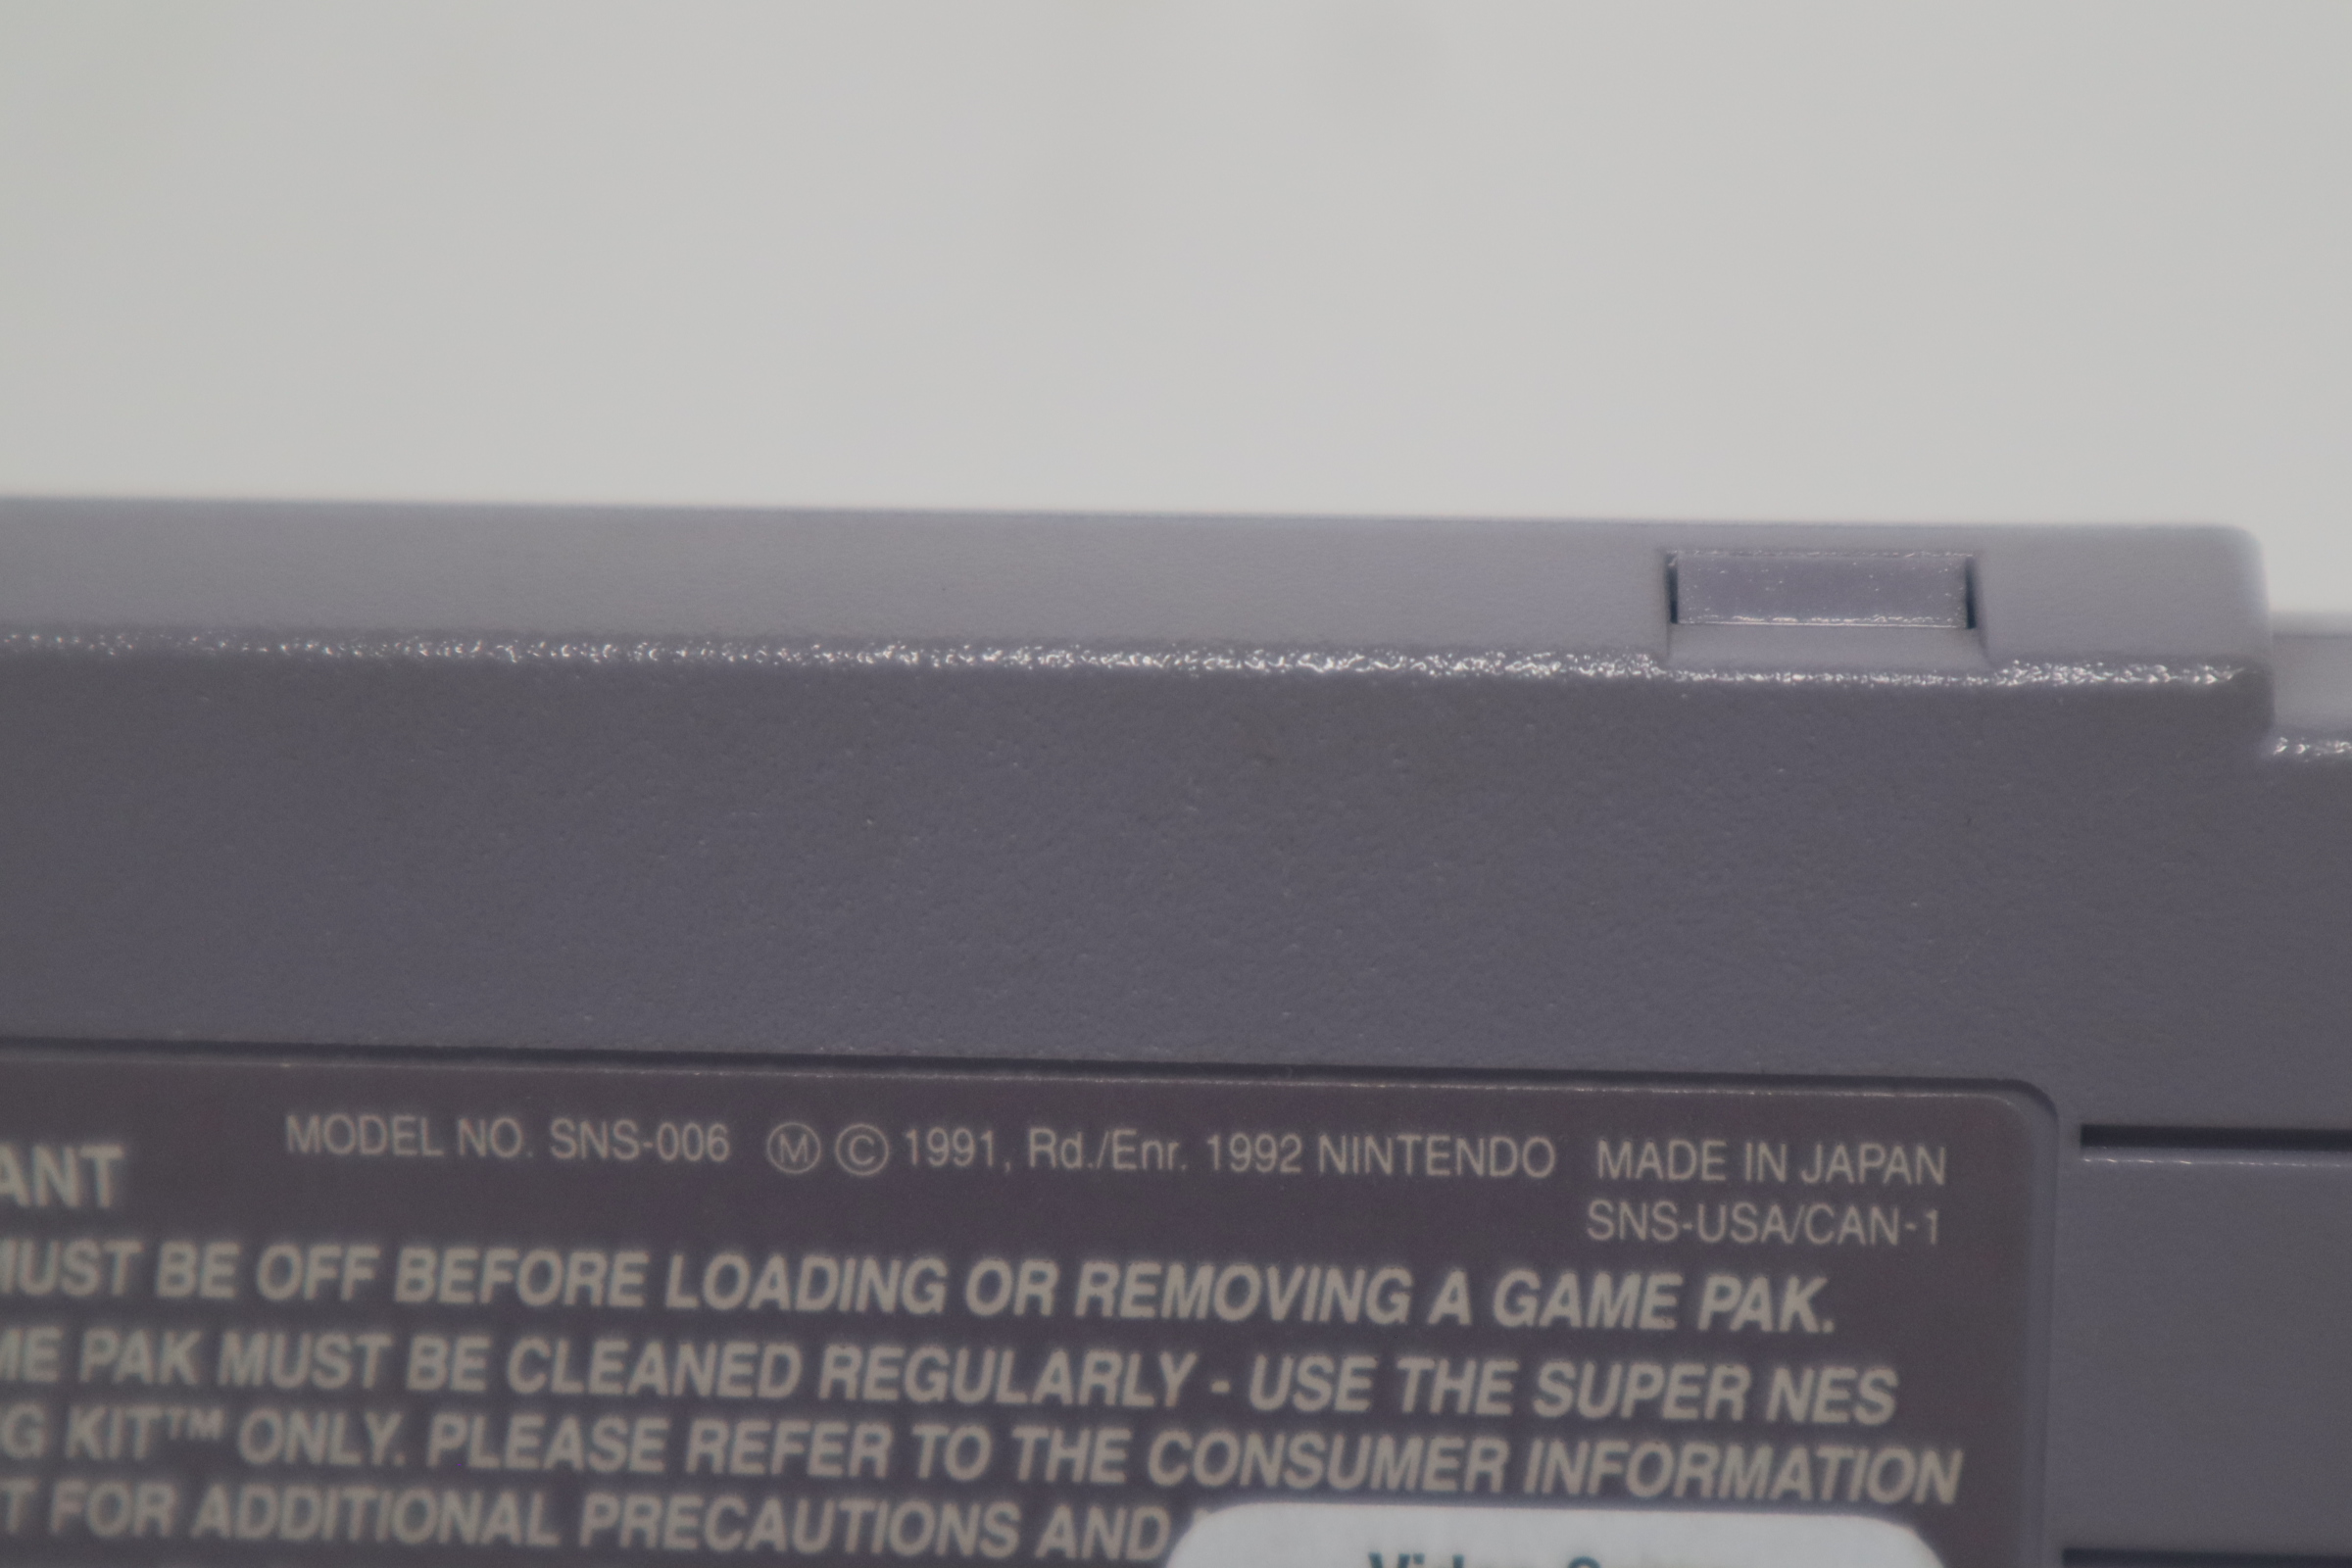 MODEL NO. SNS-006 Ⓜ © 1991, Rd./Enr. 1992 NINTENDO MADE IN JAPAN
SNS-USA/CAN-1
ANT
MUST BE OFF BEFORE LOADING OR REMOVING A GAME PAK.
ME PAK MUST BE CLEANED REGULARLY - USE THE SUPER NES
G KIT™ ONLY. PLEASE REFER TO THE CONSUMER INFORMATION
T FOR ADDITIONAL PRECAUTIONS AND
Video